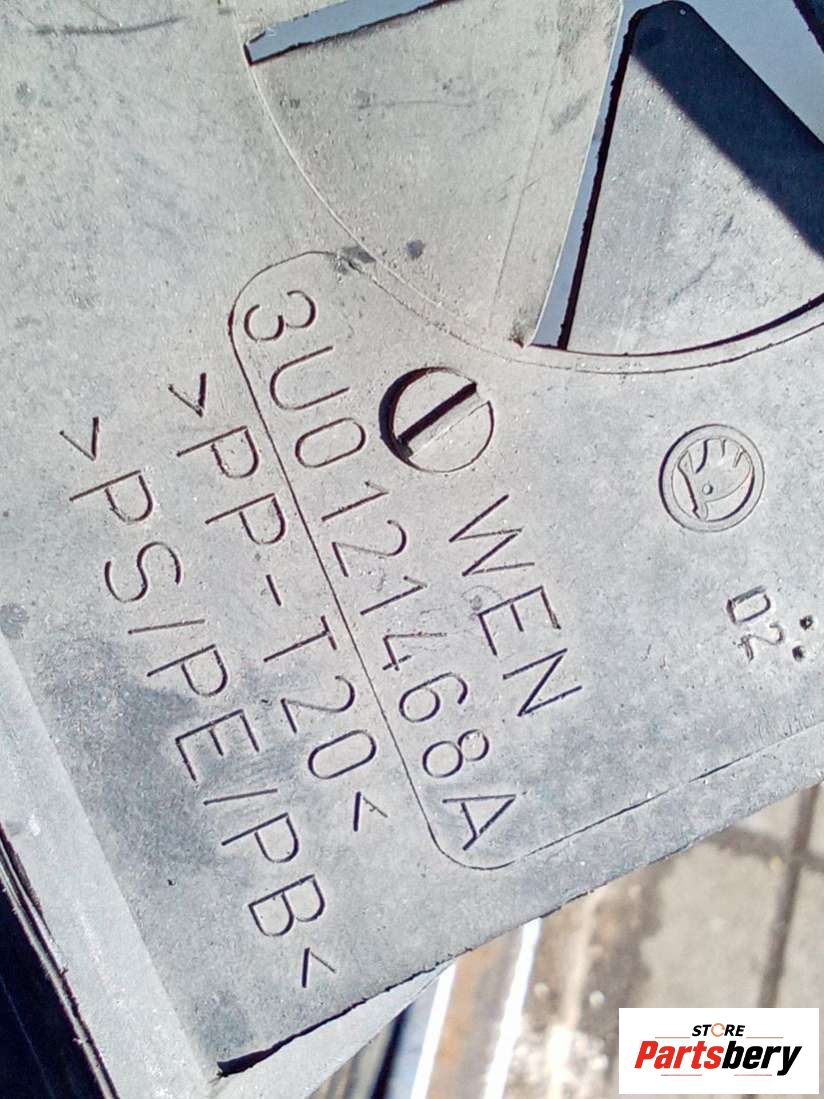 3U0121468A
WEN
>PP-T20<
>PS/PE/PB<
02
STORE
Partsbery